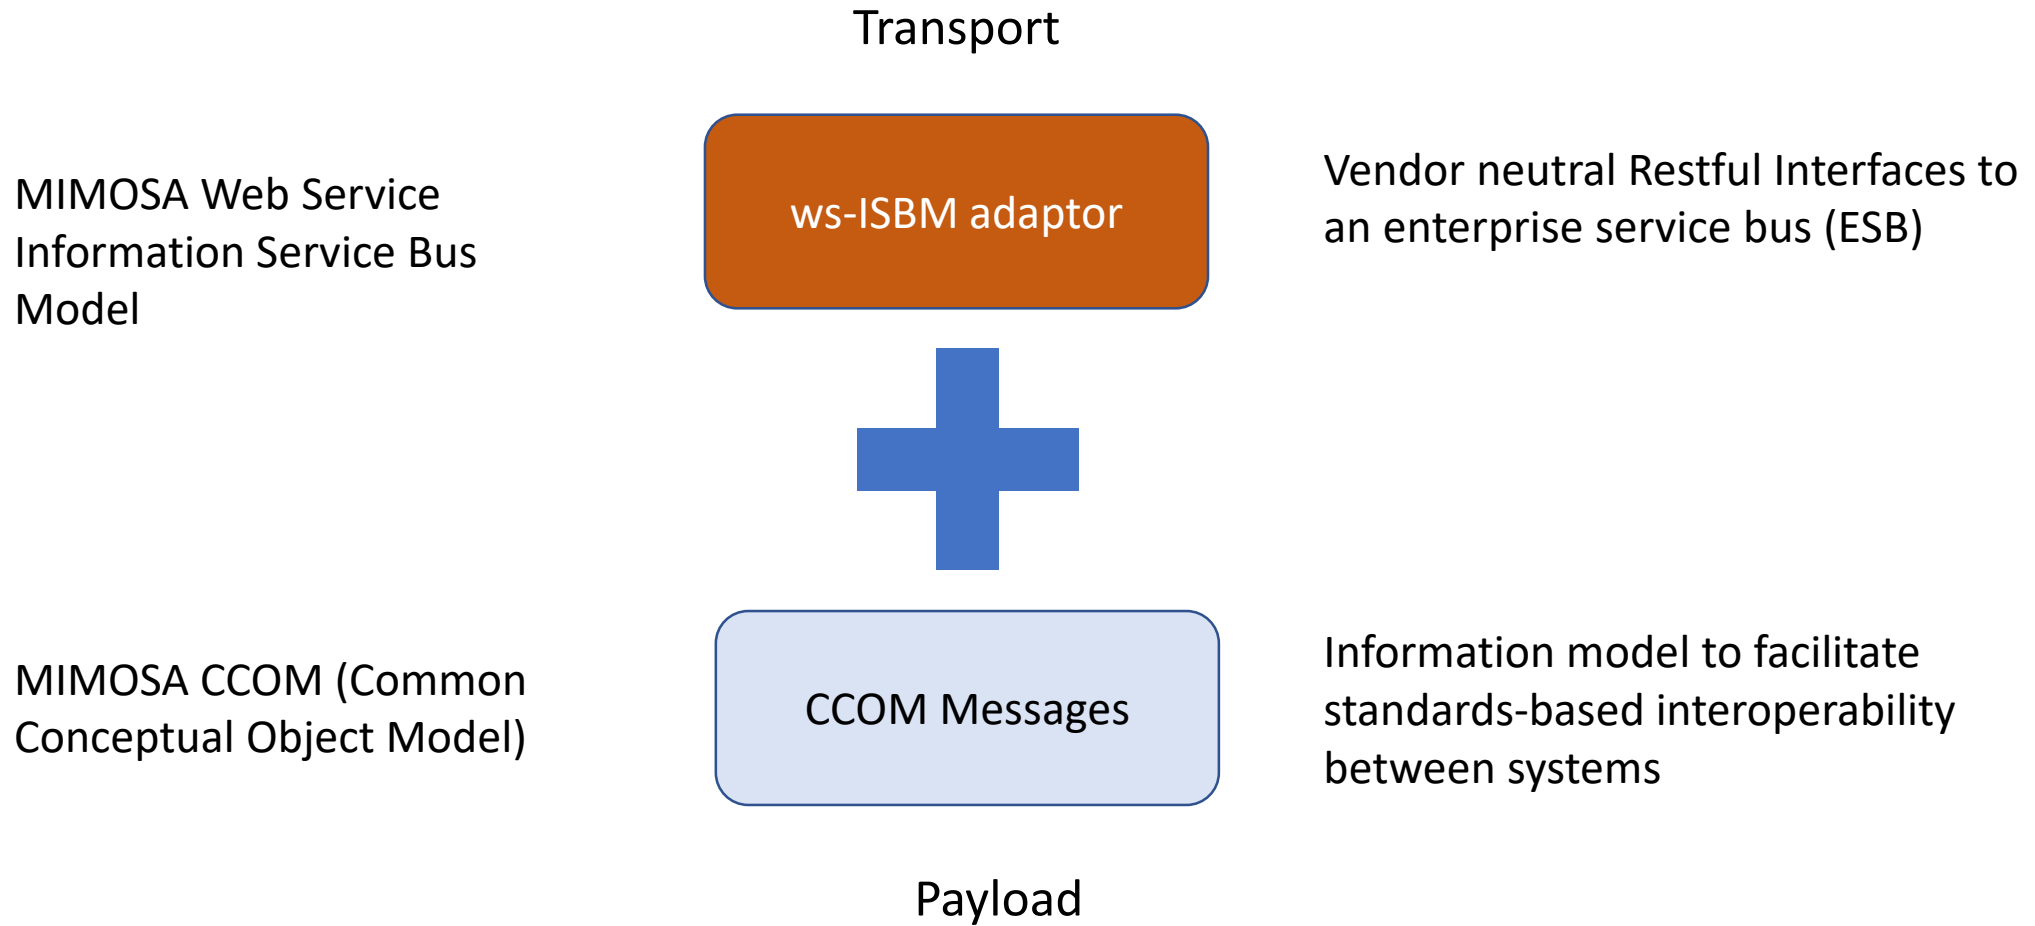 Transport
MIMOSA Web Service
Information Service Bus
Model
ws-ISBM adaptor
Vendor neutral Restful Interfaces to
an enterprise service bus (ESB)
MIMOSA CCOM (Common
Conceptual Object Model)
CCOM Messages
Information model to facilitate
standards-based interoperability
between systems
Payload